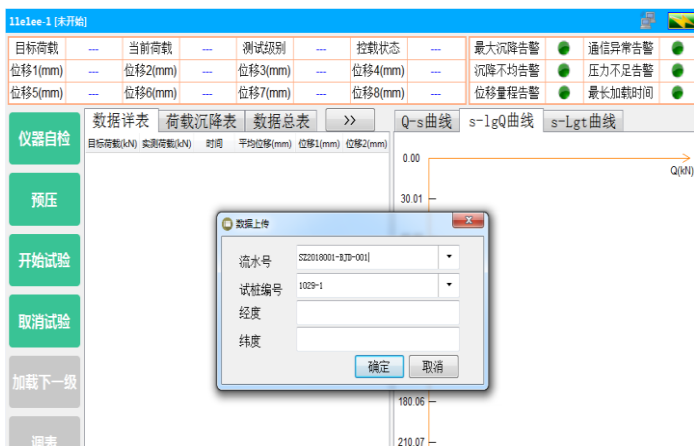 11e1ee-1 [未开始]
目标荷载 --- 当前荷载 --- 测试级别 --- 控载状态 --- 最大沉降告警 通信异常告警
位移1(mm) --- 位移2(mm) --- 位移3(mm) --- 位移4(mm) --- 沉降不均告警 压力不足告警
位移5(mm) --- 位移6(mm) --- 位移7(mm) --- 位移8(mm) --- 位移量程告警 最长加载时间
数据详表 荷载沉降表 数据总表 >> Q-s曲线 s-lgQ曲线 s-Lgt曲线
目标荷载(kN) 实测荷载(kN) 时间 平均位移(mm) 位移1(mm) 位移2(mm)
仪器自检
预压
开始试验
取消试验
加载下一级
调表
0.00
Q(kN)
30.01
数据上传
流水号 SZ2018001-BJD-001
试桩编号 1029-1
经度
纬度
确定 取消
180.06
210.07